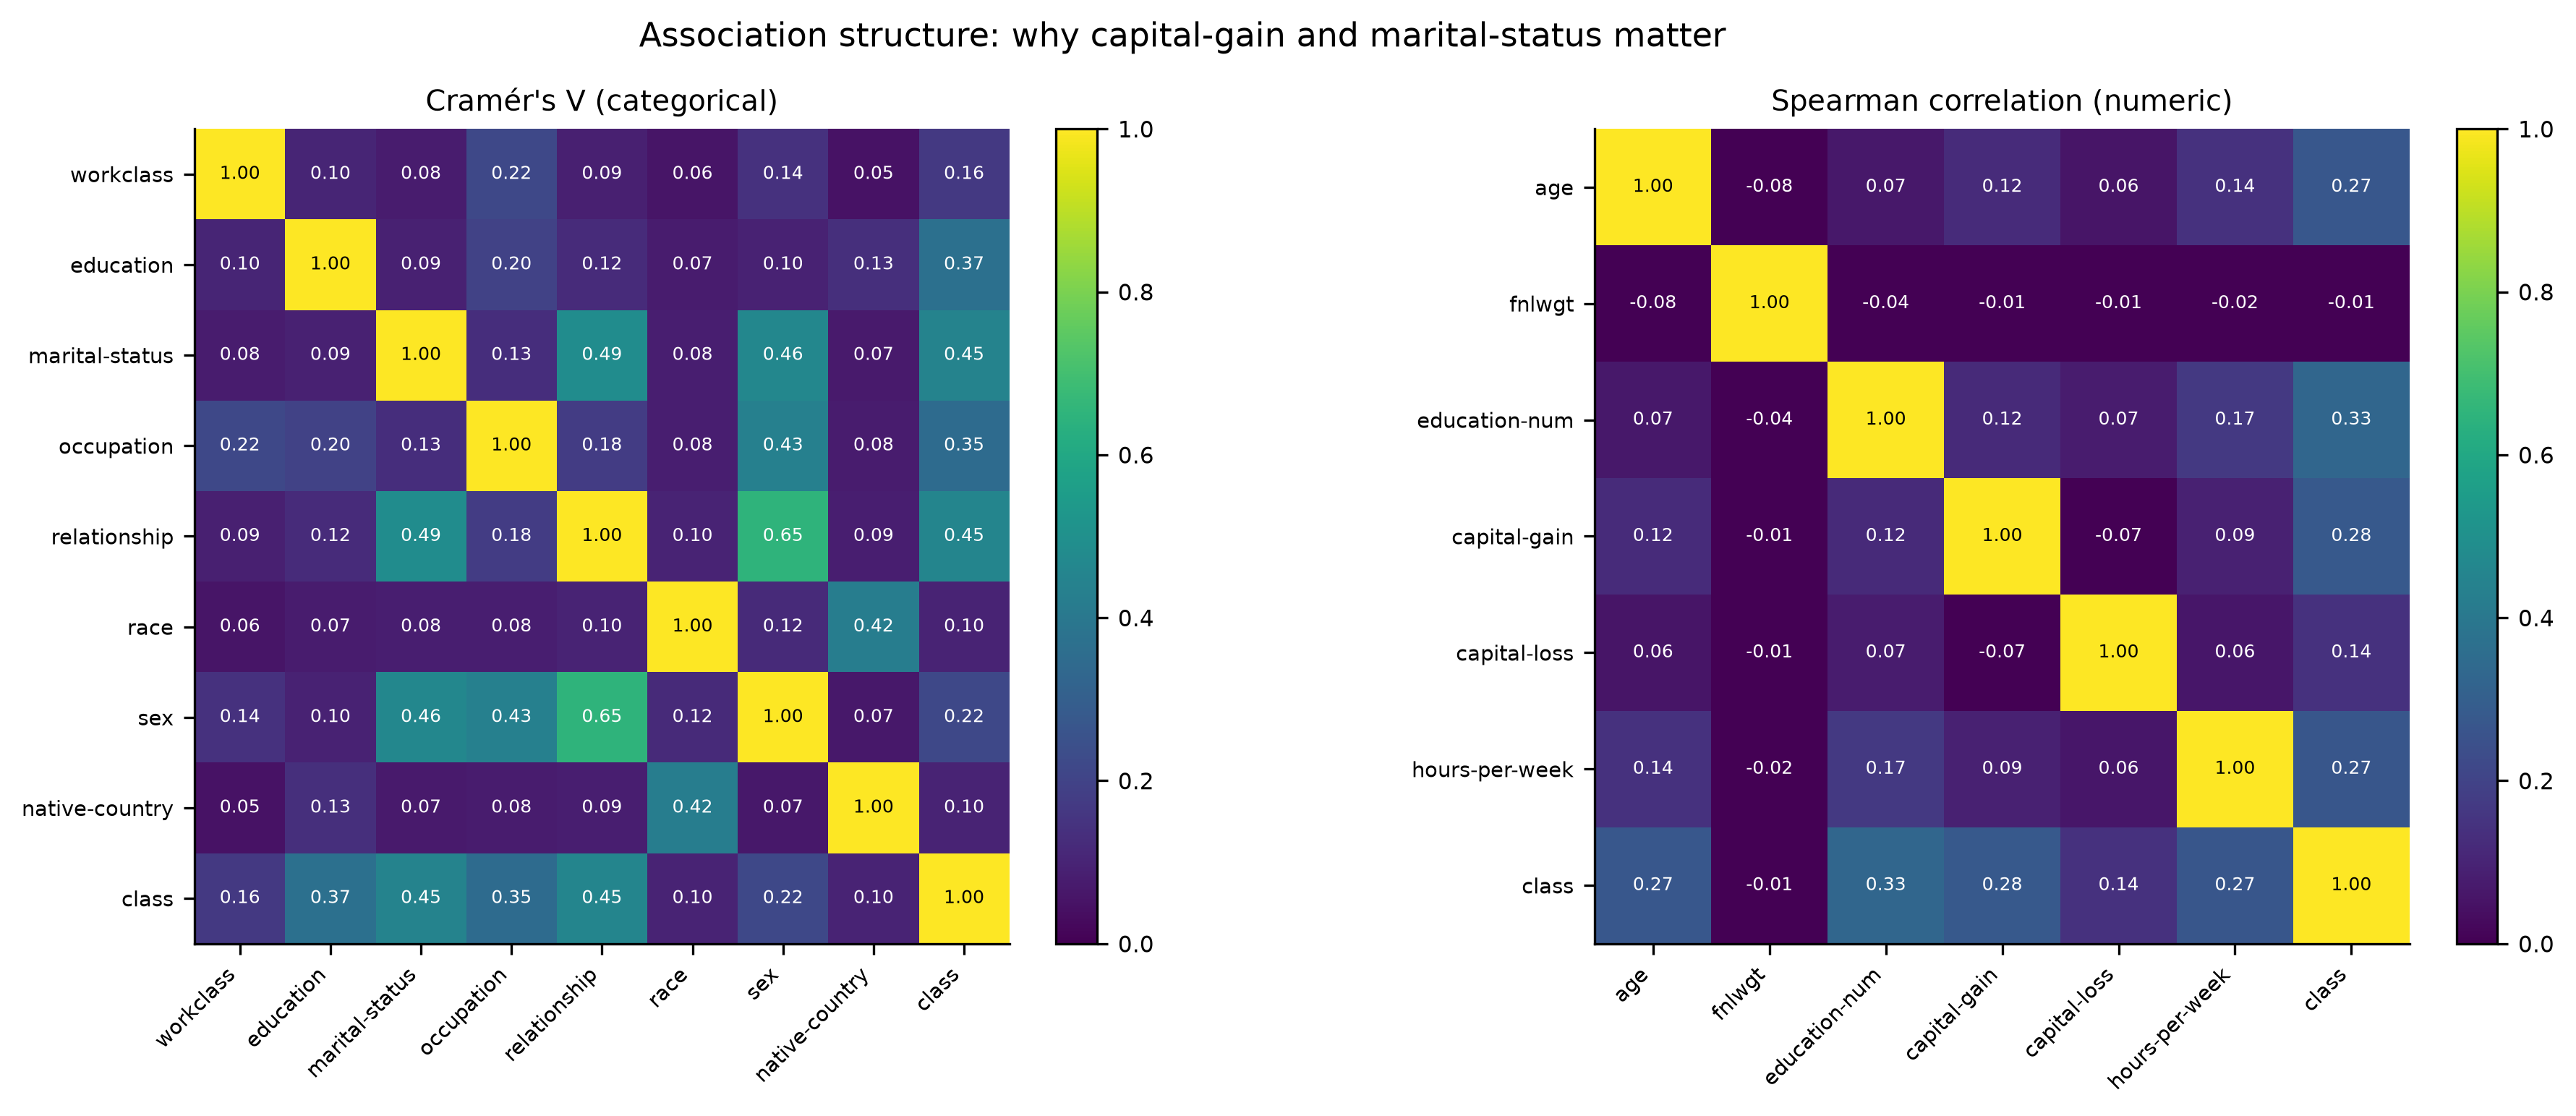 Association structure: why capital-gain and marital-status matter
Cramér's V (categorical)
workclass 1.00 0.10 0.08 0.22 0.09 0.06 0.14 0.05 0.16
education 0.10 1.00 0.09 0.20 0.12 0.07 0.10 0.13 0.37
marital-status 0.08 0.09 1.00 0.13 0.49 0.08 0.46 0.07 0.45
occupation 0.22 0.20 0.13 1.00 0.18 0.08 0.43 0.08 0.35
relationship 0.09 0.12 0.49 0.18 1.00 0.10 0.65 0.09 0.45
race 0.06 0.07 0.08 0.08 0.10 1.00 0.12 0.42 0.10
sex 0.14 0.10 0.46 0.43 0.65 0.12 1.00 0.07 0.22
native-country 0.05 0.13 0.07 0.08 0.09 0.42 0.07 1.00 0.10
class 0.16 0.37 0.45 0.35 0.45 0.10 0.22 0.10 1.00
workclass education marital-status occupation relationship race sex native-country class
1.0
0.8
0.6
0.4
0.2
0.0
Spearman correlation (numeric)
age 1.00 -0.08 0.07 0.12 0.06 0.14 0.27
fnlwgt -0.08 1.00 -0.04 -0.01 -0.01 -0.02 -0.01
education-num 0.07 -0.04 1.00 0.12 0.07 0.17 0.33
capital-gain 0.12 -0.01 0.12 1.00 -0.07 0.09 0.28
capital-loss 0.06 -0.01 0.07 -0.07 1.00 0.06 0.14
hours-per-week 0.14 -0.02 0.17 0.09 0.06 1.00 0.27
class 0.27 -0.01 0.33 0.28 0.14 0.27 1.00
age fnlwgt education-num capital-gain capital-loss hours-per-week class
1.0
0.8
0.6
0.4
0.2
0.0